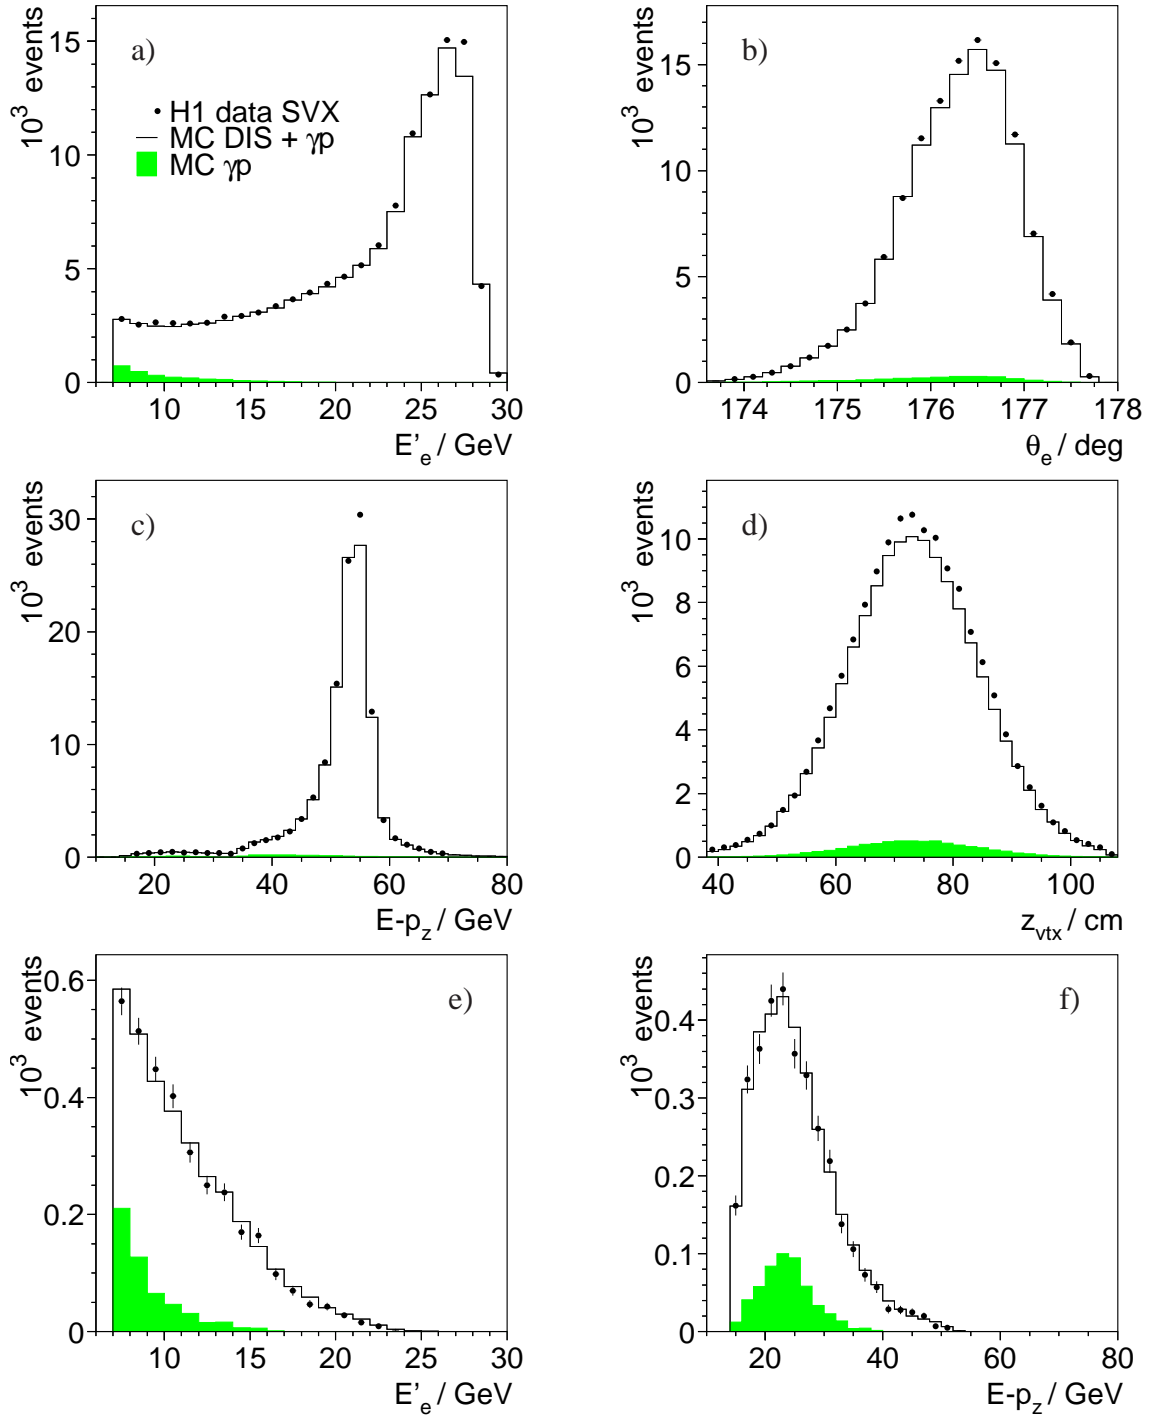 a)
10³ events
15
10
5
0
• H1 data SVX
— MC DIS + γp
MC γp
10 15 20 25 30
E'ₑ / GeV
b)
10³ events
15
10
5
0
174 175 176 177 178
θₑ / deg
c)
10³ events
30
20
10
0
20 40 60 80
E-p_z / GeV
d)
10³ events
10
8
6
4
2
0
40 60 80 100
z_vtx / cm
e)
10³ events
0.6
0.4
0.2
0
10 15 20 25 30
E'ₑ / GeV
f)
10³ events
0.4
0.3
0.2
0.1
0
20 40 60 80
E-p_z / GeV